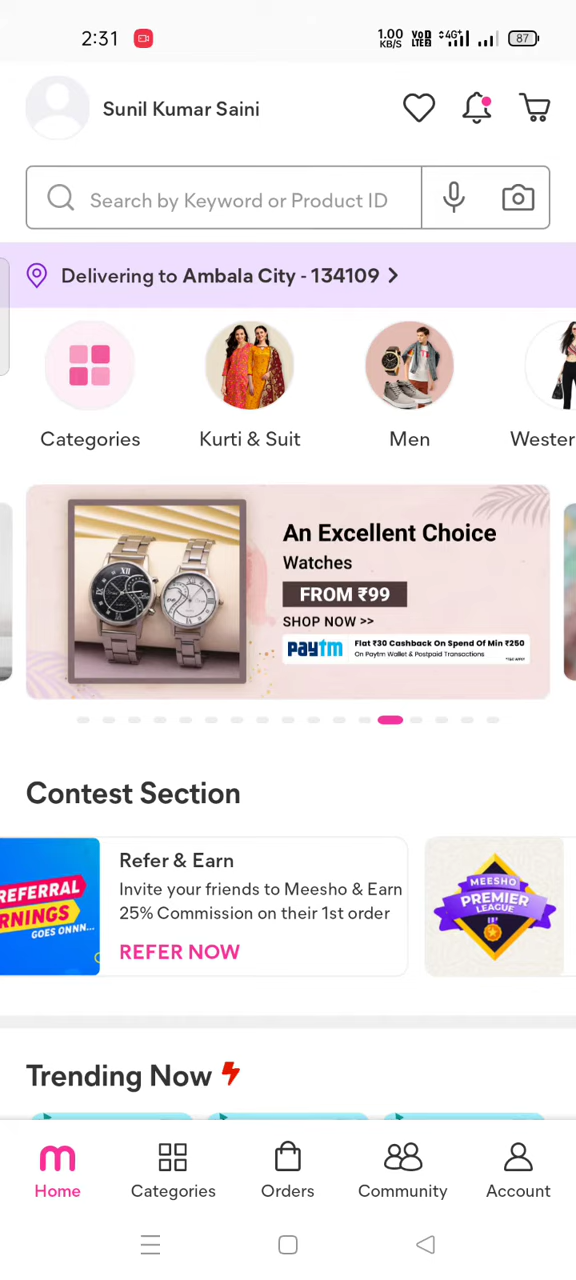 2:31
1.00 KB/S VoD LTE 2 4G+ 87
Sunil Kumar Saini
Search by Keyword or Product ID
Delivering to Ambala City - 134109
Categories
Kurti & Suit
Men
Wester
An Excellent Choice
Watches
FROM ₹99
SHOP NOW >>
paytm
Flat ₹30 Cashback On Spend Of Min ₹250
On Paytm Wallet & Postpaid Transactions
Contest Section
REFERRAL
RNINGS
GOES ONNN...
Refer & Earn
Invite your friends to Meesho & Earn
25% Commission on their 1st order
REFER NOW
MEESHO
PREMIER
LEAGUE
Trending Now
Home
Categories
Orders
Community
Account